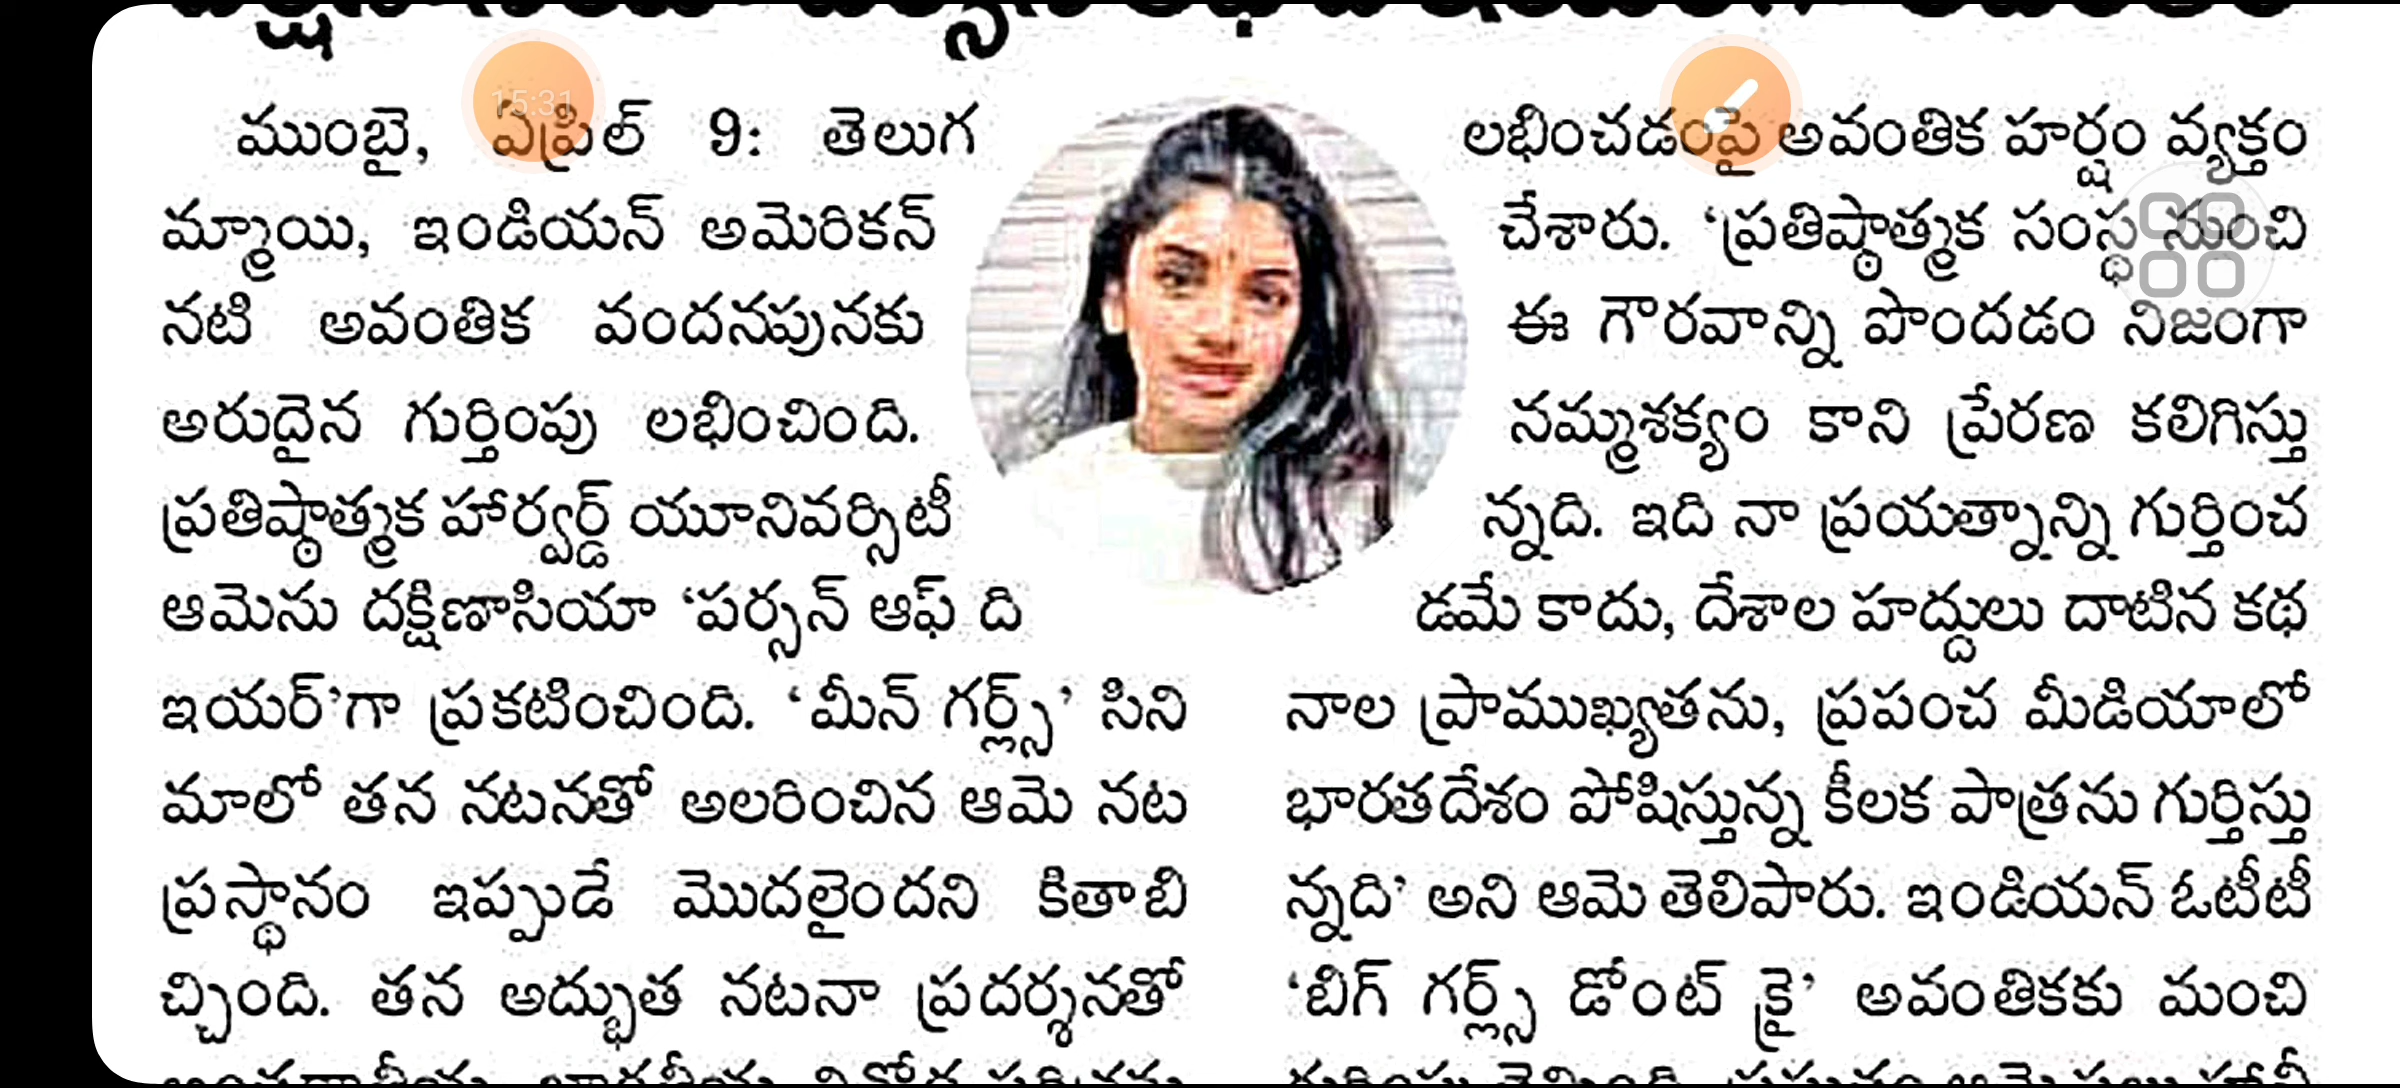 ముంబై, ఏప్రిల్ 9: తెలుగ
మ్మాయి, ఇండియన్ అమెరికన్
నటి అవంతిక వందనపునకు
అరుదైన గుర్తింపు లభించింది.
ప్రతిష్ఠాత్మక హార్వర్డ్ యూనివర్సిటీ
ఆమెను దక్షిణాసియా ‘పర్సన్ ఆఫ్ ది
ఇయర్’గా ప్రకటించింది. ‘మీన్ గర్ల్స్’ సిని
మాలో తన నటనతో అలరించిన ఆమె నట
ప్రస్థానం ఇప్పుడే మొదలైందని కితాబి
చ్చింది. తన అద్భుత నటనా ప్రదర్శనతో
లభించడంపై అవంతిక హర్షం వ్యక్తం
చేశారు. ‘ప్రతిష్ఠాత్మక సంస్థ నుంచి
ఈ గౌరవాన్ని పొందడం నిజంగా
నమ్మశక్యం కాని ప్రేరణ కలిగిస్తు
న్నది. ఇది నా ప్రయత్నాన్ని గుర్తించ
డమే కాదు, దేశాల హద్దులు దాటిన కథ
నాల ప్రాముఖ్యతను, ప్రపంచ మీడియాలో
భారతదేశం పోషిస్తున్న కీలక పాత్రను గుర్తిస్తు
న్నది’ అని ఆమె తెలిపారు. ఇండియన్ ఓటీటీ
‘బిగ్ గర్ల్స్ డోంట్ క్రై’ అవంతికకు మంచి
15:31